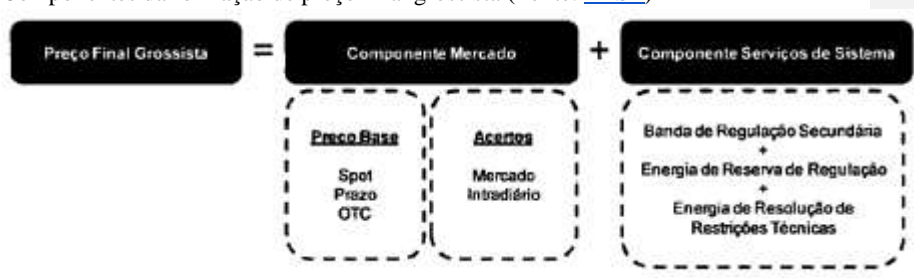 Preço Final Grossista = Componente Mercado + Componente Serviços de Sistema
Preço Base
Spot
Prazo
OTC
Acertos
Mercado
Intradiário
Banda de Regulação Secundária
+
Energia de Reserva de Regulação
+
Energia de Resolução de
Restrições Técnicas